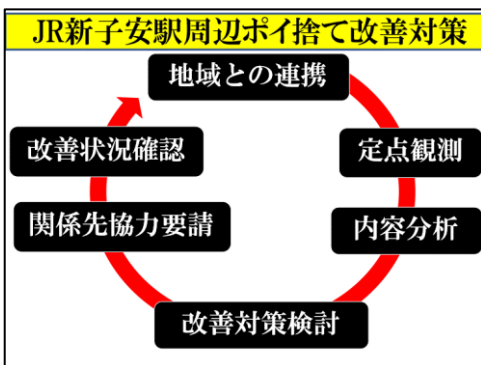 JR新子安駅周辺ポイ捨て改善対策
地域との連携
定点観測
内容分析
改善対策検討
関係先協力要請
改善状況確認